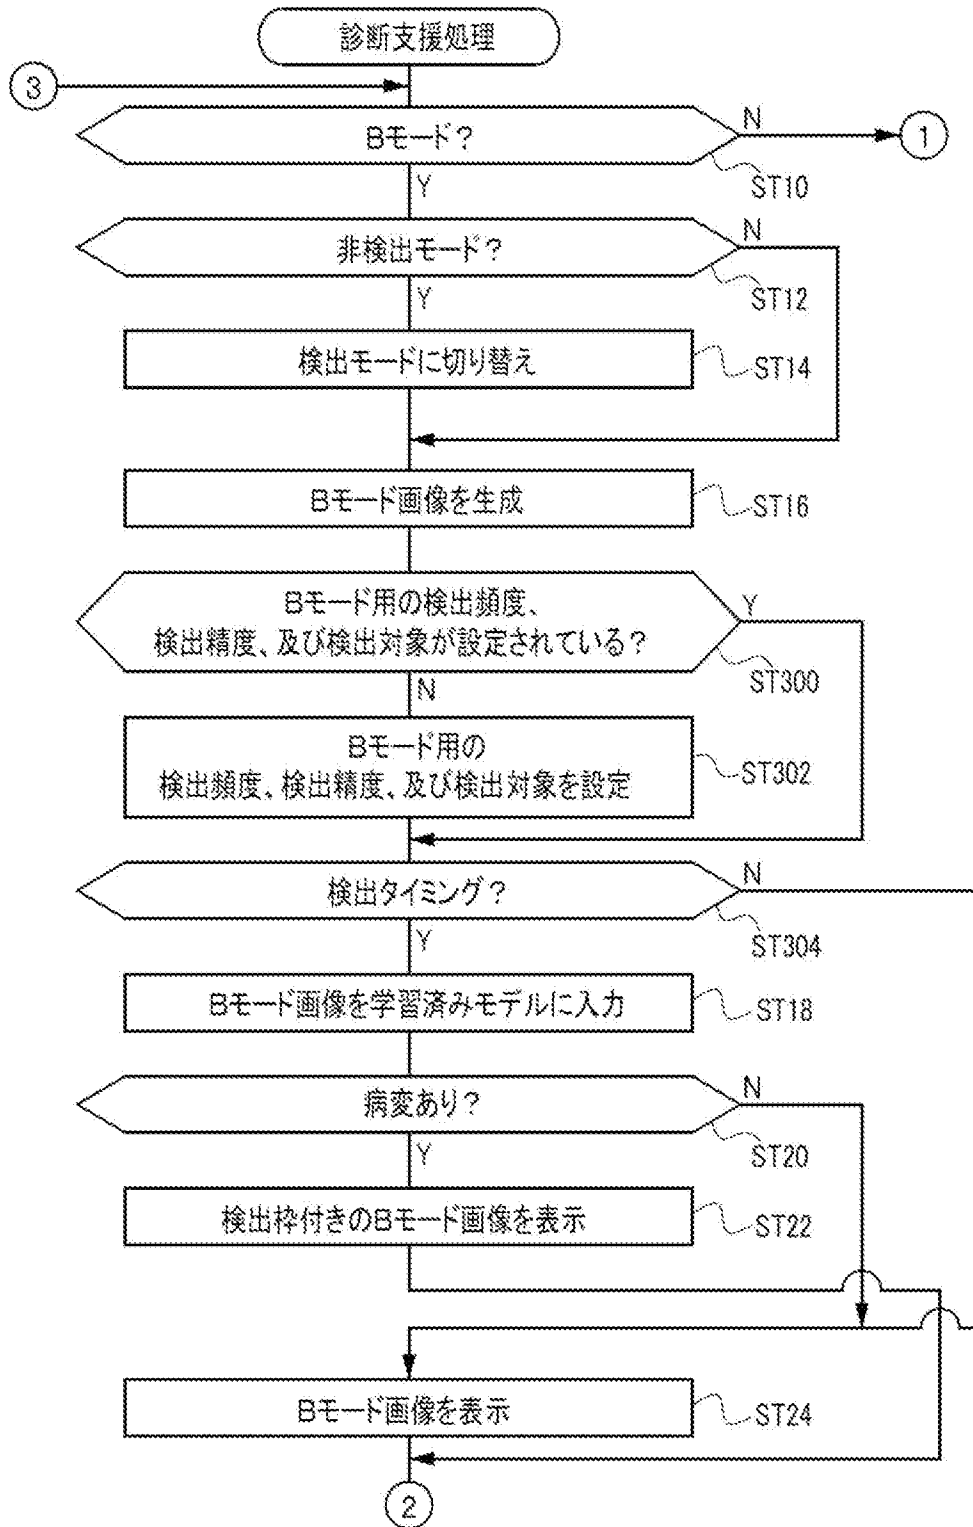 診断支援処理
③
Bモード？
N
①
ST10
Y
非検出モード？
N
ST12
Y
検出モードに切り替え
ST14
Bモード画像を生成
ST16
Bモード用の検出頻度、
検出精度、及び検出対象が設定されている？
Y
ST300
N
Bモード用の
検出頻度、検出精度、及び検出対象を設定
ST302
検出タイミング？
N
ST304
Y
Bモード画像を学習済みモデルに入力
ST18
病変あり？
N
ST20
Y
検出枠付きのBモード画像を表示
ST22
Bモード画像を表示
ST24
②